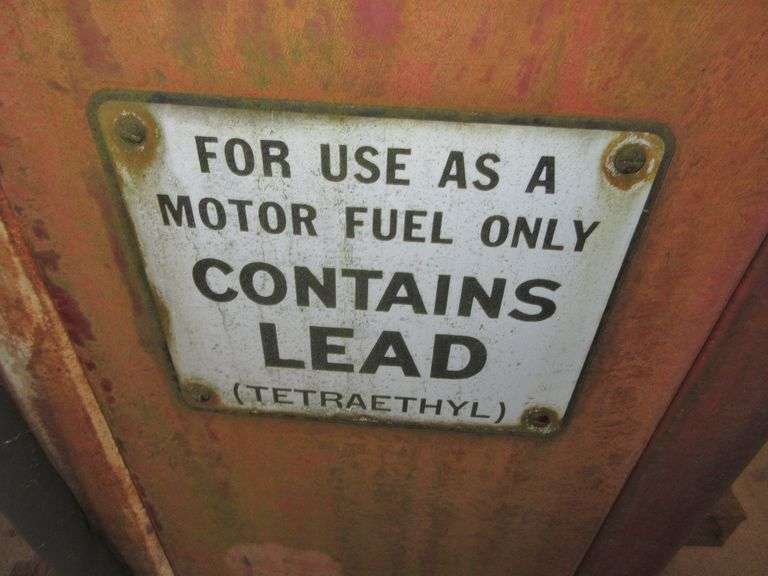 FOR USE AS A
MOTOR FUEL ONLY
CONTAINS
LEAD
(TETRAETHYL)